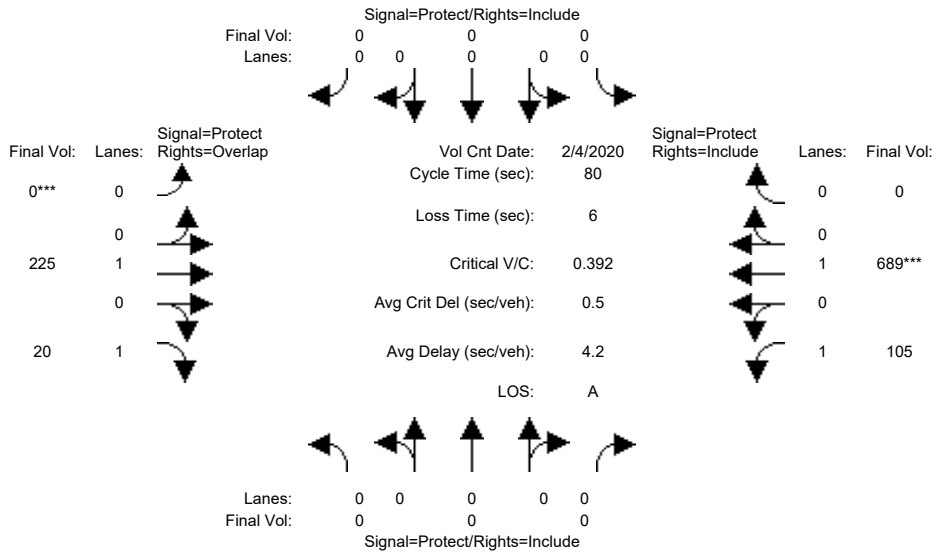 Signal=Protect/Rights=Include
Final Vol: 0 0 0
Lanes: 0 0 0 0 0
Signal=Protect
Final Vol: Lanes: Rights=Overlap
Vol Cnt Date: 2/4/2020
Signal=Protect
Rights=Include Lanes: Final Vol:
Cycle Time (sec): 80
0*** 0
0 0
Loss Time (sec): 6
0
0
225 1
Critical V/C: 0.392
1 689***
0
Avg Crit Del (sec/veh): 0.5
0
20 1
Avg Delay (sec/veh): 4.2
1 105
LOS: A
Lanes: 0 0 0 0 0
Final Vol: 0 0 0
Signal=Protect/Rights=Include